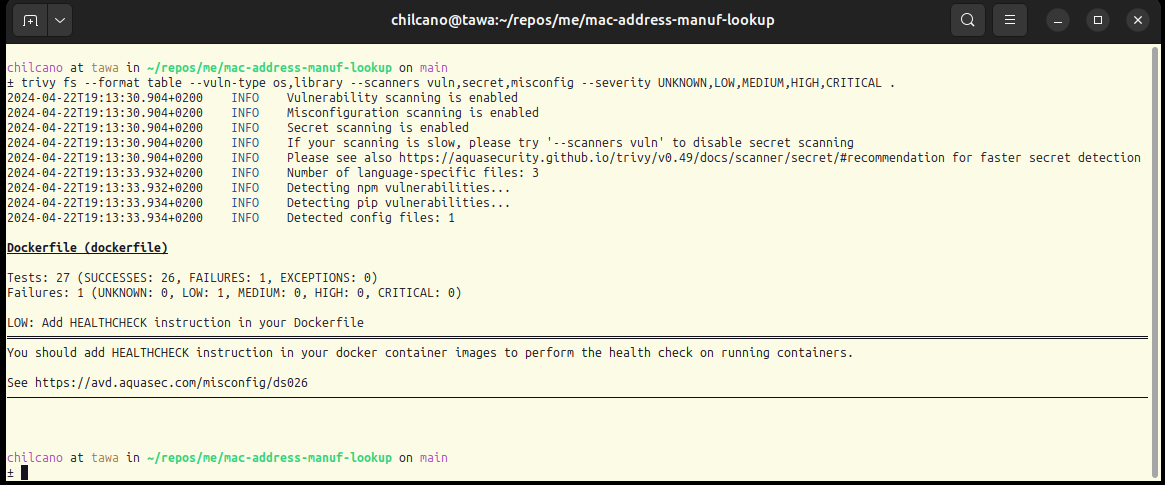 chilcano@tawa:~/repos/me/mac-address-manuf-lookup
chilcano at tawa in ~/repos/me/mac-address-manuf-lookup on main
± trivy fs --format table --vuln-type os,library --scanners vuln,secret,misconfig --severity UNKNOWN,LOW,MEDIUM,HIGH,CRITICAL .
2024-04-22T19:13:30.904+0200    INFO    Vulnerability scanning is enabled
2024-04-22T19:13:30.904+0200    INFO    Misconfiguration scanning is enabled
2024-04-22T19:13:30.904+0200    INFO    Secret scanning is enabled
2024-04-22T19:13:30.904+0200    INFO    If your scanning is slow, please try '--scanners vuln' to disable secret scanning
2024-04-22T19:13:30.904+0200    INFO    Please see also https://aquasecurity.github.io/trivy/v0.49/docs/scanner/secret/#recommendation for faster secret detection
2024-04-22T19:13:33.932+0200    INFO    Number of language-specific files: 3
2024-04-22T19:13:33.932+0200    INFO    Detecting npm vulnerabilities...
2024-04-22T19:13:33.934+0200    INFO    Detecting pip vulnerabilities...
2024-04-22T19:13:33.934+0200    INFO    Detected config files: 1
Dockerfile (dockerfile)
Tests: 27 (SUCCESSES: 26, FAILURES: 1, EXCEPTIONS: 0)
Failures: 1 (UNKNOWN: 0, LOW: 1, MEDIUM: 0, HIGH: 0, CRITICAL: 0)
LOW: Add HEALTHCHECK instruction in your Dockerfile
You should add HEALTHCHECK instruction in your docker container images to perform the health check on running containers.
See https://avd.aquasec.com/misconfig/ds026
chilcano at tawa in ~/repos/me/mac-address-manuf-lookup on main
±